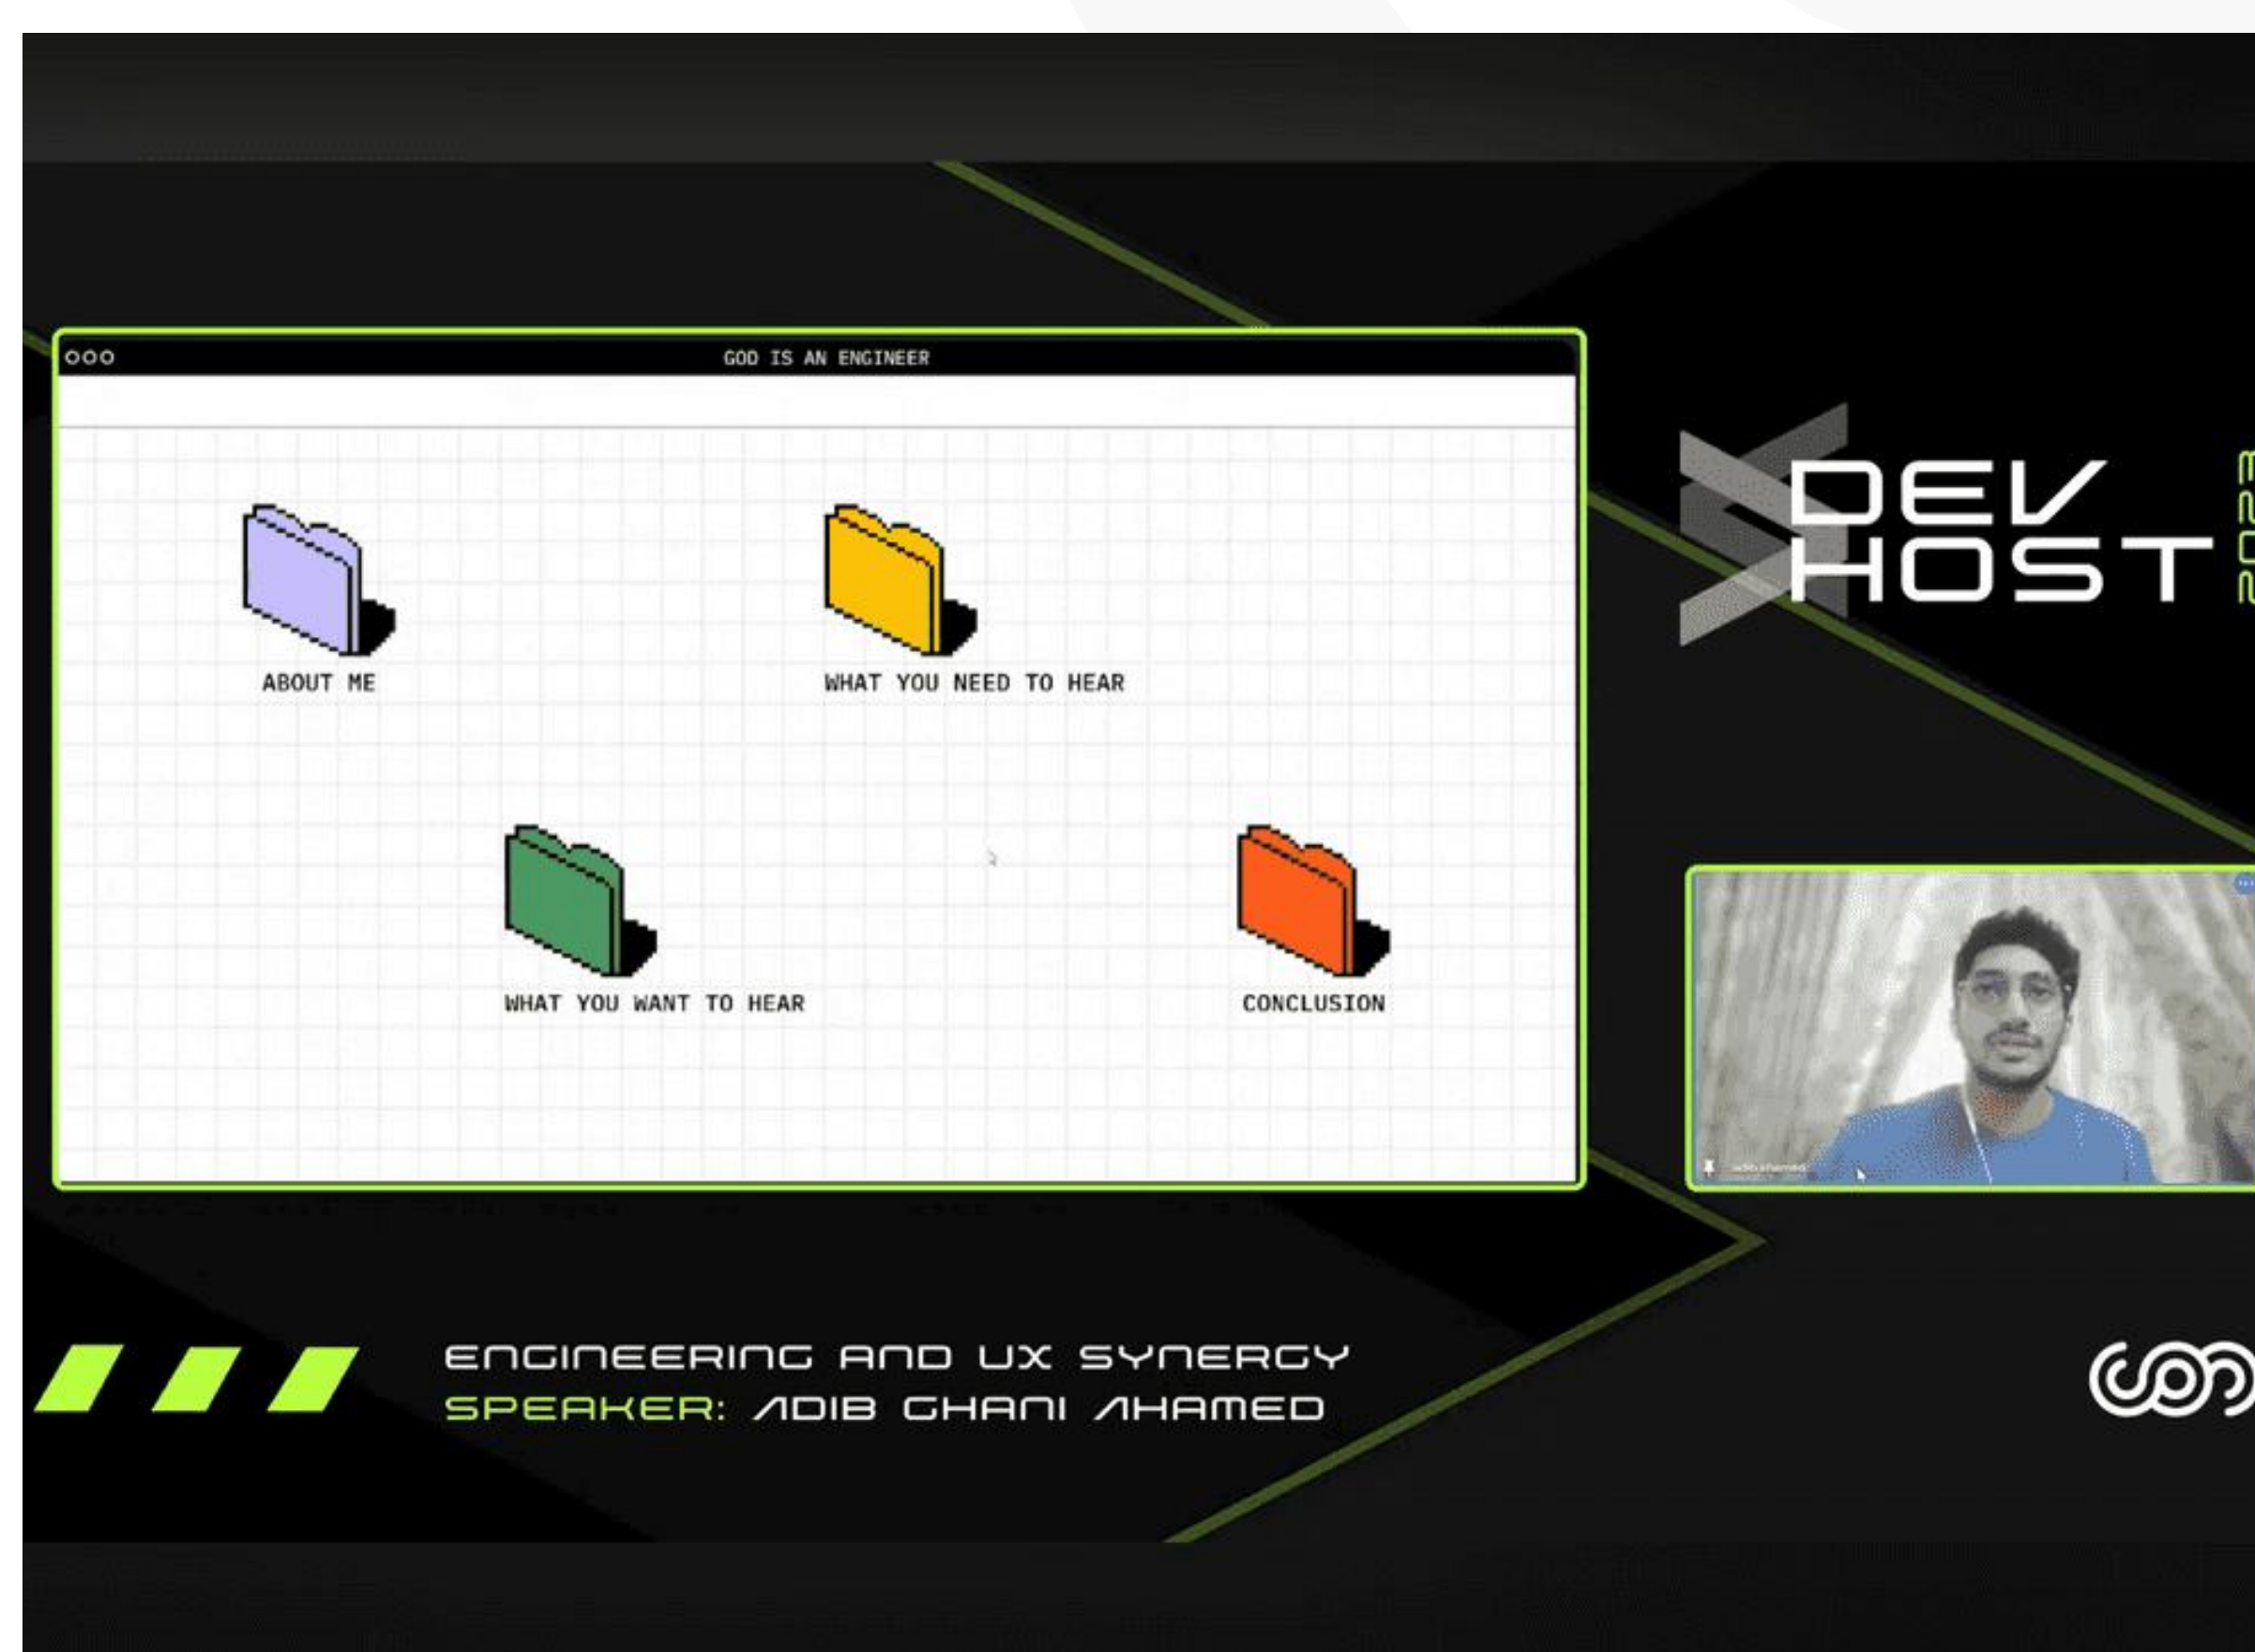 GOD IS AN ENGINEER
ABOUT ME
WHAT YOU NEED TO HEAR
WHAT YOU WANT TO HEAR
CONCLUSION
DEV
HOST
2023
ENGINEERING AND UX SYNERGY
SPEAKER: ADIB GHANI AHAMED